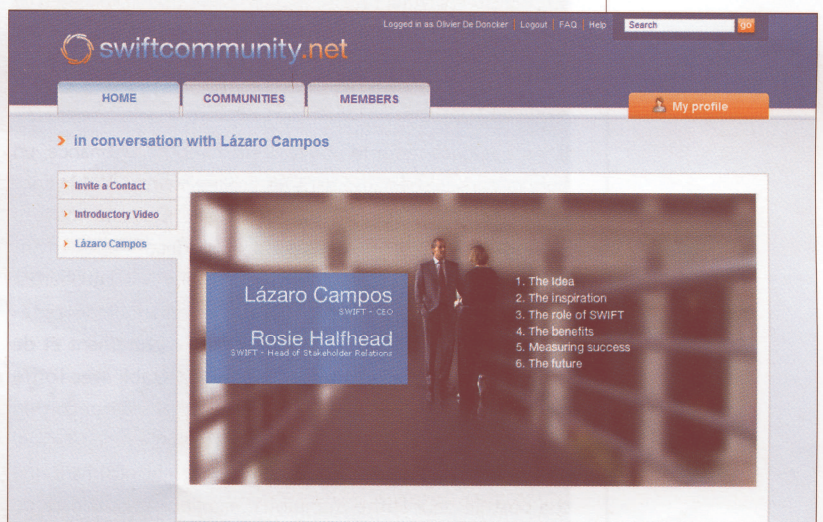 Logged in as Olivier De Doncker | Logout | FAQ | Help
Search
go
swiftcommunity.net
HOME
COMMUNITIES
MEMBERS
My profile
in conversation with Lázaro Campos
Invite a Contact
Introductory Video
Lázaro Campos
Lázaro Campos
SWIFT - CEO
Rosie Halfhead
SWIFT - Head of Stakeholder Relations
1. The Idea
2. The inspiration
3. The role of SWIFT
4. The benefits
5. Measuring success
6. The future